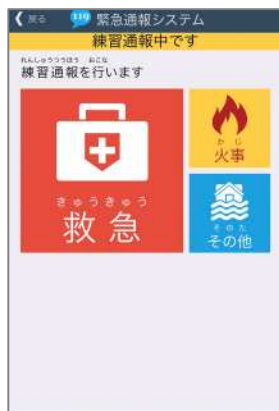 戻る 119 緊急通報システム
練習通報中です
れんしゅうつうほう おこな
練習通報を行います
きゅうきゅう
救急
かじ
火事
そのた
その他